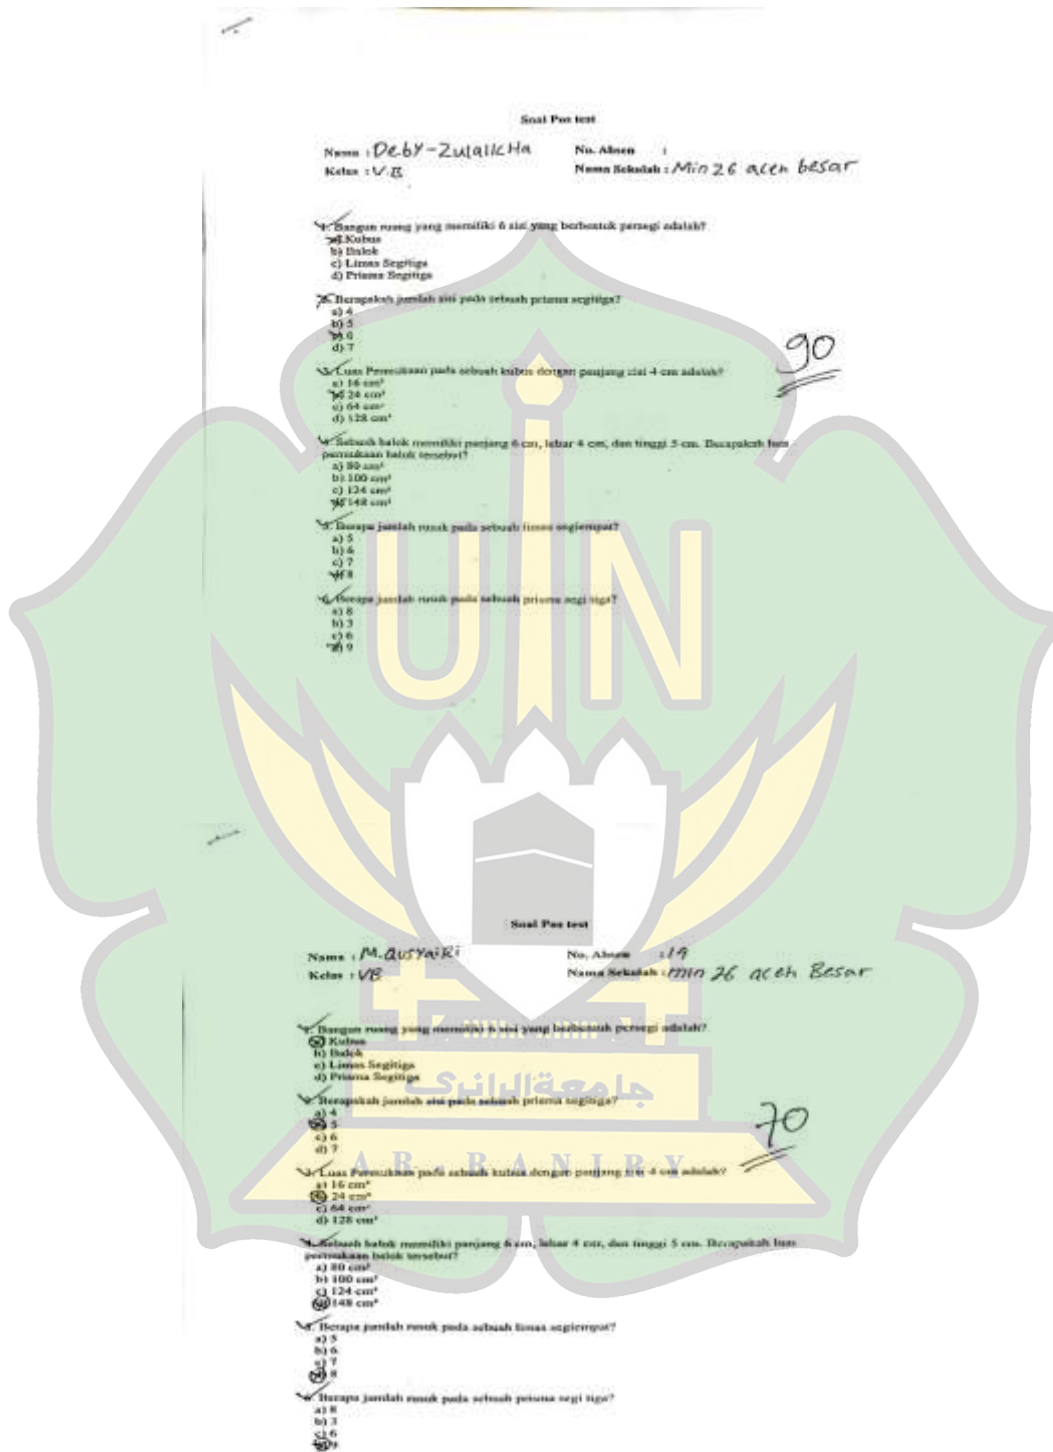 Soal Pos test
Nama : Deby-Zulaikha No. Absen :
Kelas : V.B Nama Sekolah : Min 26 aceh besar
1. Bangun ruang yang memiliki 6 sisi yang berbentuk persegi adalah?
a) Kubus
b) Balok
c) Limas Segitiga
d) Prisma Segitiga
2. Berapakah jumlah sisi pada sebuah prisma segitiga?
a) 4
b) 5
c) 6
d) 7
90
3. Luas Permukaan pada sebuah kubus dengan panjang sisi 4 cm adalah?
a) 16 cm²
b) 24 cm²
c) 64 cm²
d) 128 cm²
4. Sebuah balok memiliki panjang 6 cm, lebar 4 cm, dan tinggi 5 cm. Berapakah luas
permukaan balok tersebut?
a) 80 cm²
b) 100 cm²
c) 124 cm²
d) 148 cm²
5. Berapa jumlah rusuk pada sebuah limas segiempat?
a) 5
b) 6
c) 7
d) 8
6. Berapa jumlah rusuk pada sebuah prisma segi tiga?
a) 8
b) 3
c) 6
d) 9
UIN
Soal Pos test
Nama : M. Qusyairi No. Absen : 19
Kelas : VB Nama Sekolah : Min 26 aceh Besar
1. Bangun ruang yang memiliki 6 sisi yang berbentuk persegi adalah?
a) Kubus
b) Balok
c) Limas Segitiga
d) Prisma Segitiga
جامعة الرانري
2. Berapakah jumlah sisi pada sebuah prisma segitiga?
a) 4
b) 5
c) 6
d) 7
70
AR-RANIRY
3. Luas Permukaan pada sebuah kubus dengan panjang sisi 4 cm adalah?
a) 16 cm²
b) 24 cm²
c) 64 cm²
d) 128 cm²
4. Sebuah balok memiliki panjang 6 cm, lebar 4 cm, dan tinggi 5 cm. Berapakah luas
permukaan balok tersebut?
a) 80 cm²
b) 100 cm²
c) 124 cm²
d) 148 cm²
5. Berapa jumlah rusuk pada sebuah limas segiempat?
a) 5
b) 6
c) 7
d) 8
6. Berapa jumlah rusuk pada sebuah prisma segi tiga?
a) 8
b) 3
c) 6
d) 9